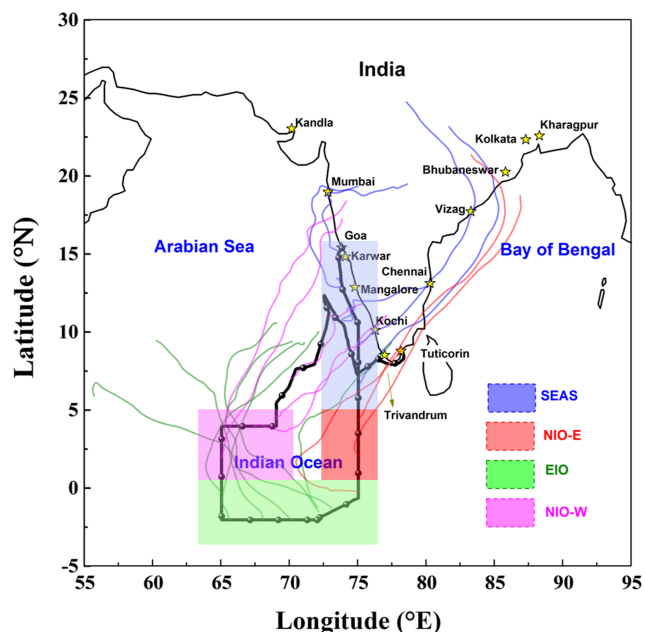 30
25
20
15
10
5
0
-5
Latitude (°N)
India
Kandla
Kolkata
Kharagpur
Bhubaneswar
Mumbai
Vizag
Arabian Sea
Goa
Karwar
Bay of Bengal
Chennai
Mangalore
Kochi
Tuticorin
Trivandrum
SEAS
NIO-E
Indian Ocean
EIO
NIO-W
55 60 65 70 75 80 85 90 95
Longitude (°E)